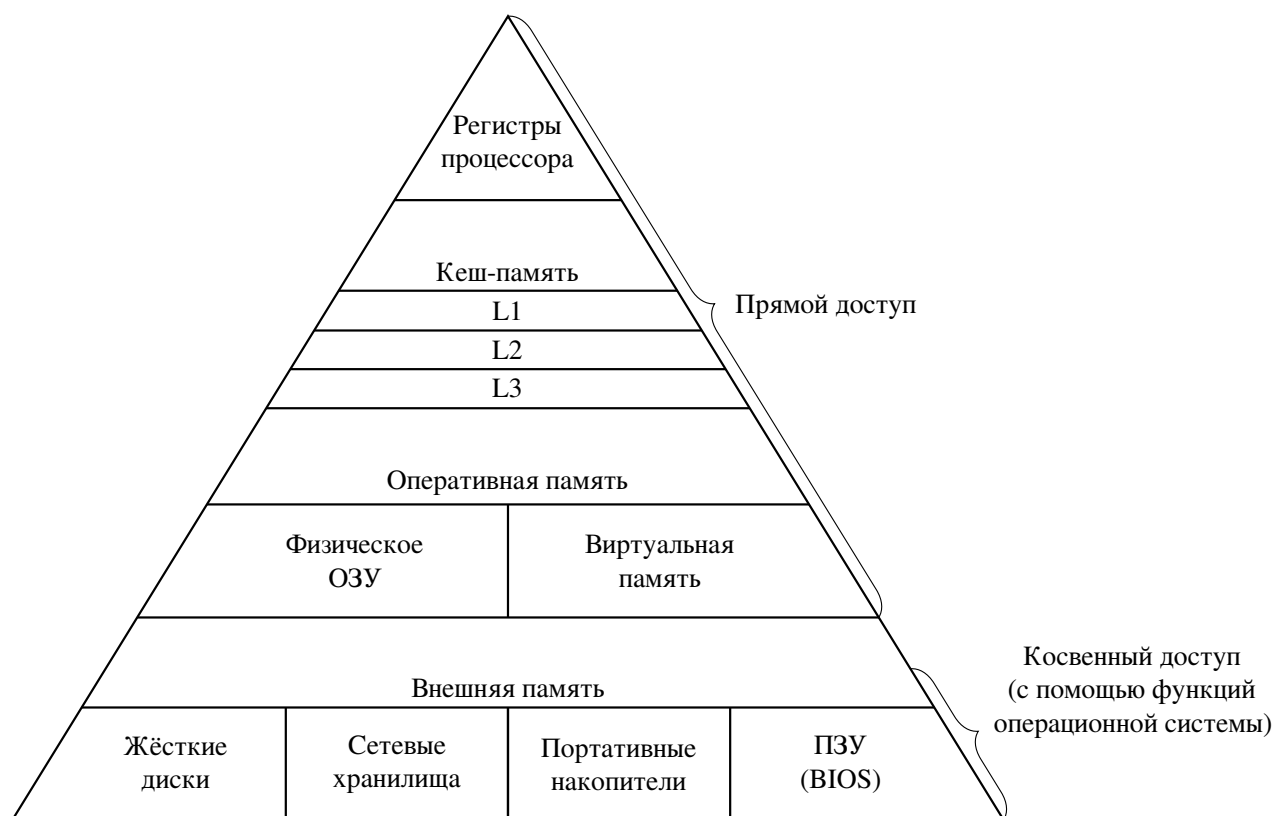 Регистры
процессора
Кеш-память
L1
Прямой доступ
L2
L3
Оперативная память
Физическое
ОЗУ
Виртуальная
память
Внешняя память
Косвенный доступ
(с помощью функций
операционной системы)
Жёсткие
диски
Сетевые
хранилища
Портативные
накопители
ПЗУ
(BIOS)